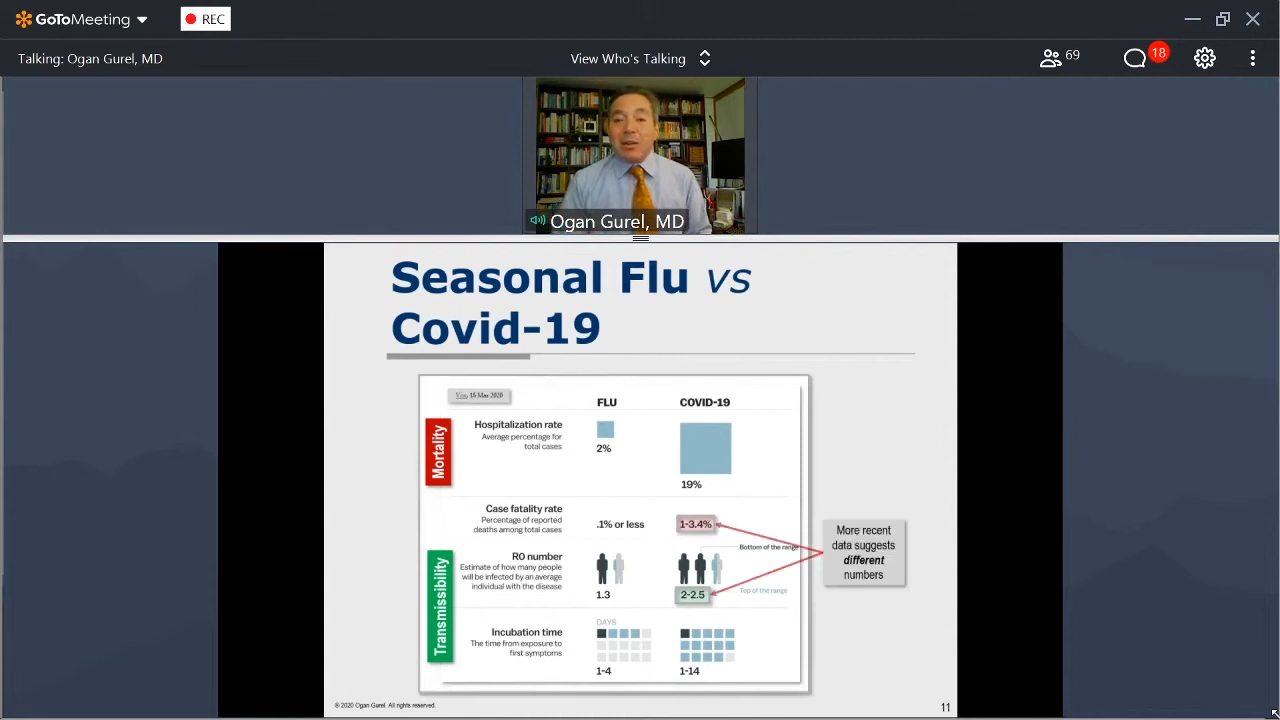 GoToMeeting
REC
Talking: Ogan Gurel, MD
View Who's Talking
69
18
Ogan Gurel, MD
Seasonal Flu vs
Covid-19
Vox, 18 Mar 2020
FLU
COVID-19
Mortality
Hospitalization rate
Average percentage for
total cases
2%
19%
Case fatality rate
Percentage of reported
deaths among total cases
.1% or less
1-3.4%
More recent
data suggests
different
numbers
Transmissibility
RO number
Estimate of how many people
will be infected by an average
individual with the disease
1.3
Bottom of the range
2-2.5
Top of the range
Incubation time
The time from exposure to
first symptoms
DAYS
1-4
1-14
® 2020 Ogan Gurel. All rights reserved.
11